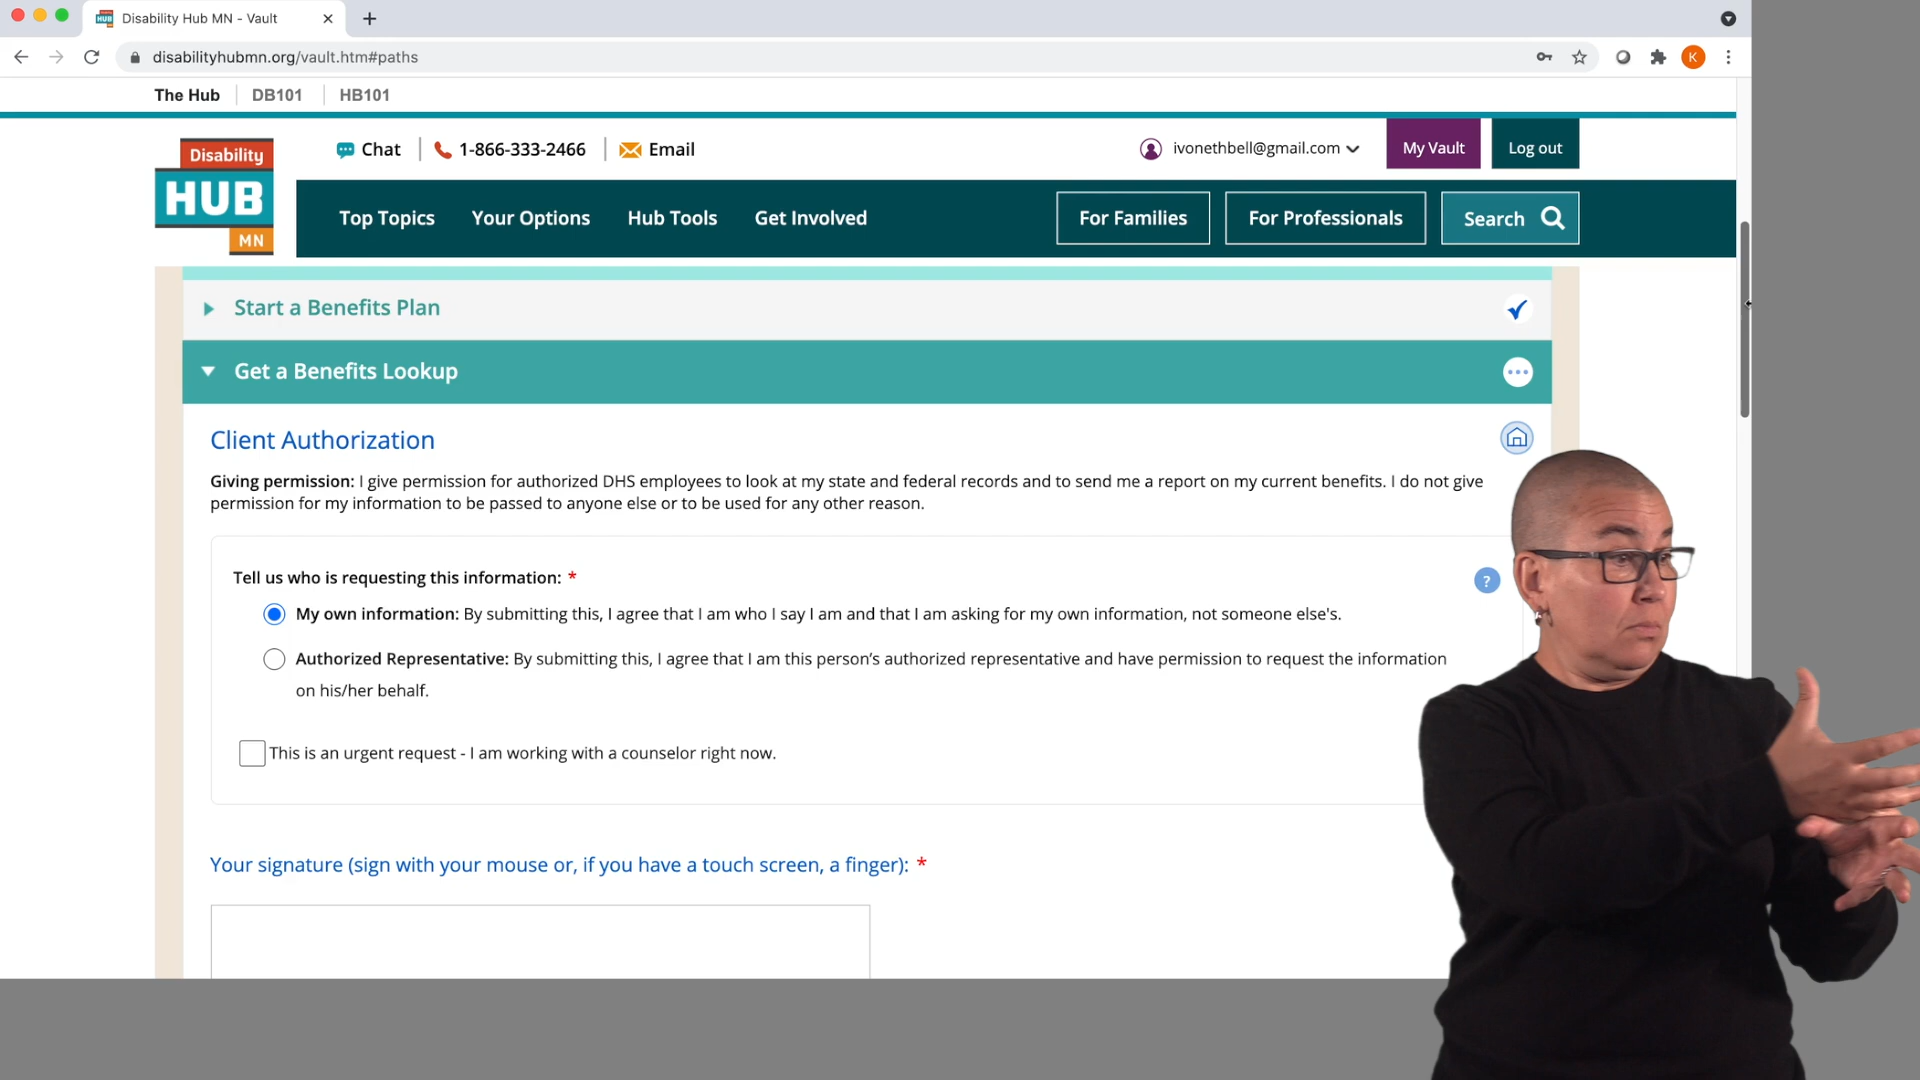 Disability Hub MN - Vault
disabilityhubmn.org/vault.htm#paths
K
The Hub
DB101
HB101
Disability
HUB
MN
Chat
1-866-333-2466
Email
ivonethbell@gmail.com
My Vault
Log out
Top Topics
Your Options
Hub Tools
Get Involved
For Families
For Professionals
Search
Start a Benefits Plan
Get a Benefits Lookup
Client Authorization
Giving permission: I give permission for authorized DHS employees to look at my state and federal records and to send me a report on my current benefits. I do not give
permission for my information to be passed to anyone else or to be used for any other reason.
Tell us who is requesting this information: *
?
My own information: By submitting this, I agree that I am who I say I am and that I am asking for my own information, not someone else's.
Authorized Representative: By submitting this, I agree that I am this person’s authorized representative and have permission to request the information
on his/her behalf.
This is an urgent request - I am working with a counselor right now.
Your signature (sign with your mouse or, if you have a touch screen, a finger): *